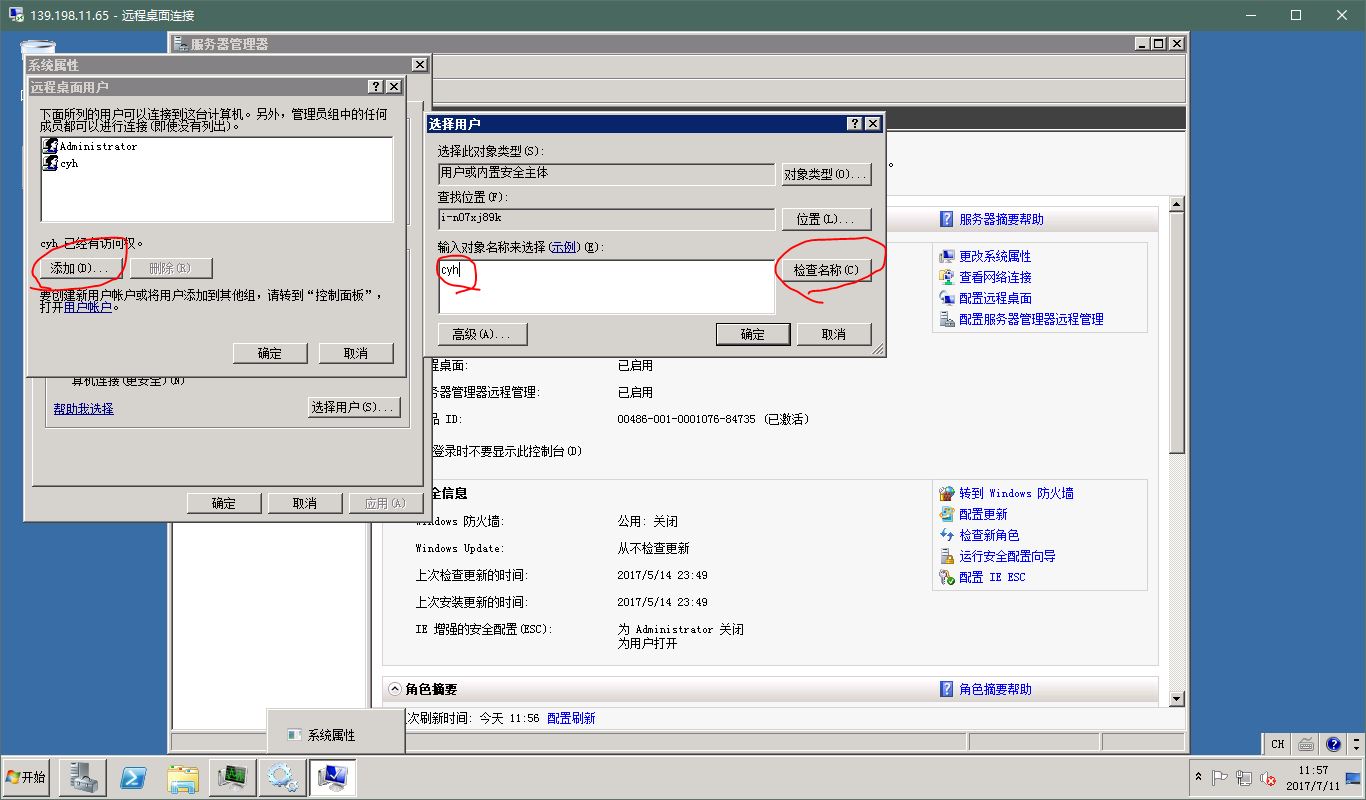 139.198.11.65 - 远程桌面连接
服务器管理器
系统属性
远程桌面用户
下面所列的用户可以连接到这台计算机。另外，管理员组中的任何
成员都可以进行连接(即使没有列出)。
Administrator
cyh
cyh 已经有访问权。
添加(D)...
删除(R)
要创建新用户帐户或将用户添加到其他组，请转到“控制面板”，
打开用户帐户。
确定
取消
算机连接(更安全)(N)
帮助我选择
选择用户(S)...
确定
取消
应用(A)
选择用户
选择此对象类型(S):
用户或内置安全主体
对象类型(O)...
查找位置(F):
i-n07xj89k
位置(L)...
输入对象名称来选择(示例)(E):
cyh
检查名称(C)
高级(A)...
确定
取消
服务器摘要帮助
更改系统属性
查看网络连接
配置远程桌面
配置服务器管理器远程管理
程桌面:
已启用
务器管理器远程管理:
已启用
品 ID:
00486-001-0001076-84735 (已激活)
登录时不要显示此控制台(D)
全信息
Windows 防火墙:
公用: 关闭
Windows Update:
从不检查更新
上次检查更新的时间:
2017/5/14 23:49
上次安装更新的时间:
2017/5/14 23:49
IE 增强的安全配置(ESC):
为 Administrator 关闭
为用户打开
转到 Windows 防火墙
配置更新
检查新角色
运行安全配置向导
配置 IE ESC
角色摘要
角色摘要帮助
次刷新时间: 今天 11:56 配置刷新
系统属性
CH
开始
11:57
2017/7/11